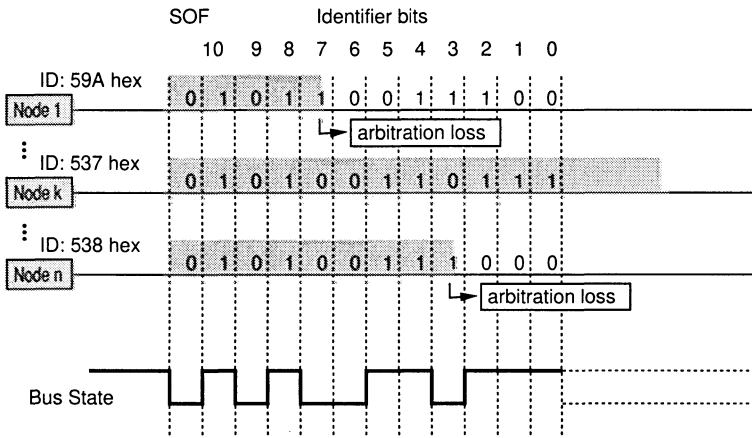 SOF Identifier bits
10 9 8 7 6 5 4 3 2 1 0
ID: 59A hex
Node 1
0 1 0 1 1 0 0 1 1 1 0 0
arbitration loss
ID: 537 hex
Node k
0 1 0 1 0 0 1 1 0 1 1 1
ID: 538 hex
Node n
0 1 0 1 0 0 1 1 1 0 0 0
arbitration loss
Bus State